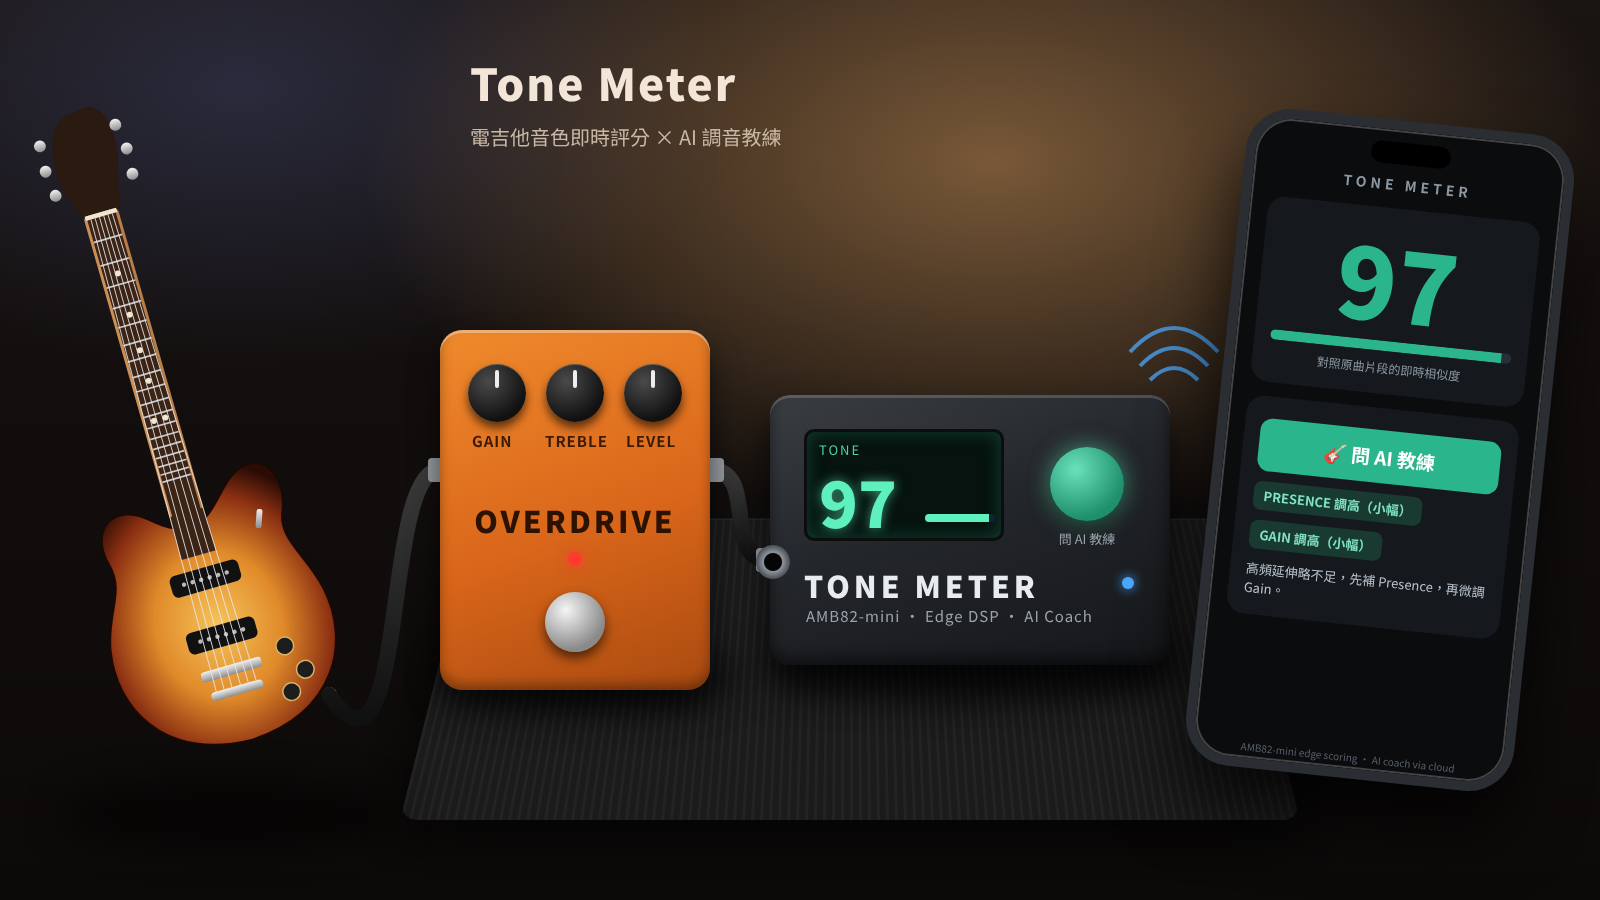 Tone Meter
電吉他音色即時評分 × AI 調音教練
GAIN TREBLE LEVEL
OVERDRIVE
TONE
97
問 AI 教練
TONE METER
AMB82-mini · Edge DSP · AI Coach
TONE METER
97
對照原曲片段的即時相似度
🎸 問 AI 教練
PRESENCE 調高（小幅）
GAIN 調高（小幅）
高頻延伸略不足，先補 Presence，再微調
Gain。
AMB82-mini edge scoring · AI coach via cloud